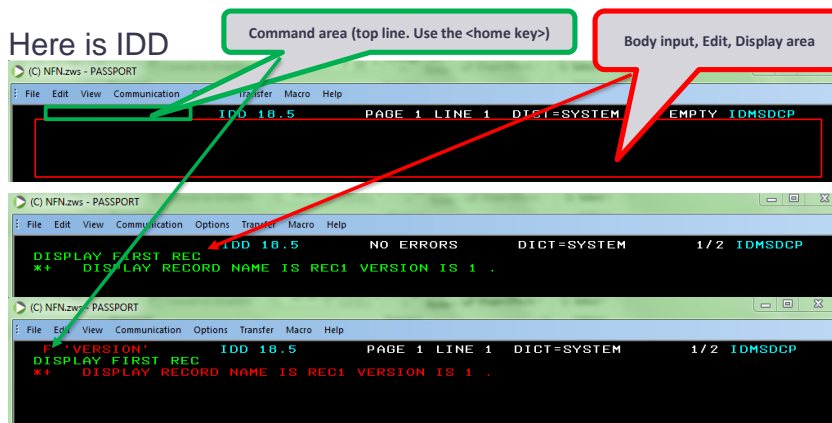 Command area (top line. Use the <home key>)
Body input, Edit, Display area
Here is IDD
(C) NFN.zws - PASSPORT
File Edit View Communication Transfer Macro Help
IDD 18.5 PAGE 1 LINE 1 DICT=SYSTEM EMPTY IDMSDCP
(C) NFN.zws - PASSPORT
File Edit View Communication Options Transfer Macro Help
IDD 18.5 NO ERRORS DICT=SYSTEM 1/2 IDMSDCP
DISPLAY FIRST REC
*+ DISPLAY RECORD NAME IS REC1 VERSION IS 1 .
(C) NFN.zws - PASSPORT
File Edit View Communication Options Transfer Macro Help
F 'VERSION' IDD 18.5 PAGE 1 LINE 1 DICT=SYSTEM 1/2 IDMSDCP
DISPLAY FIRST REC
*+ DISPLAY RECORD NAME IS REC1 VERSION IS 1 .